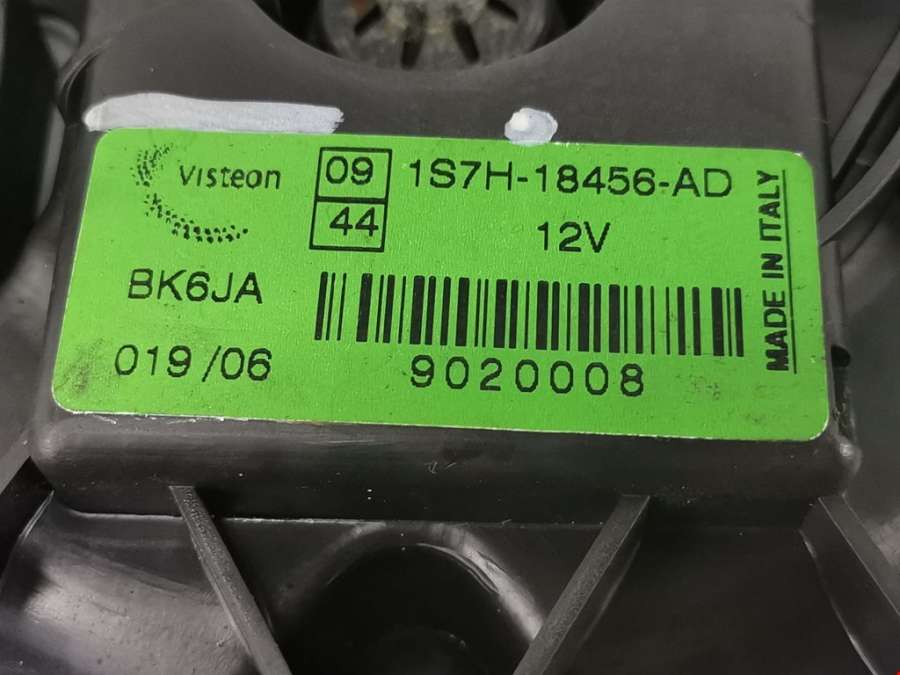 Visteon
09
44
1S7H-18456-AD
12V
BK6JA
019/06
9020008
MADE IN ITALY